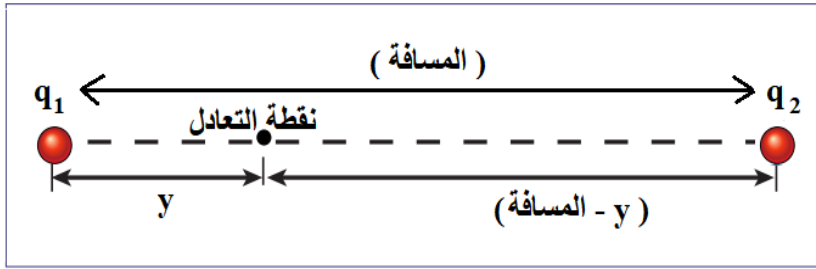 ( المسافة )
q₁
q₂
نقطة التعادل
y
( المسافة - y )